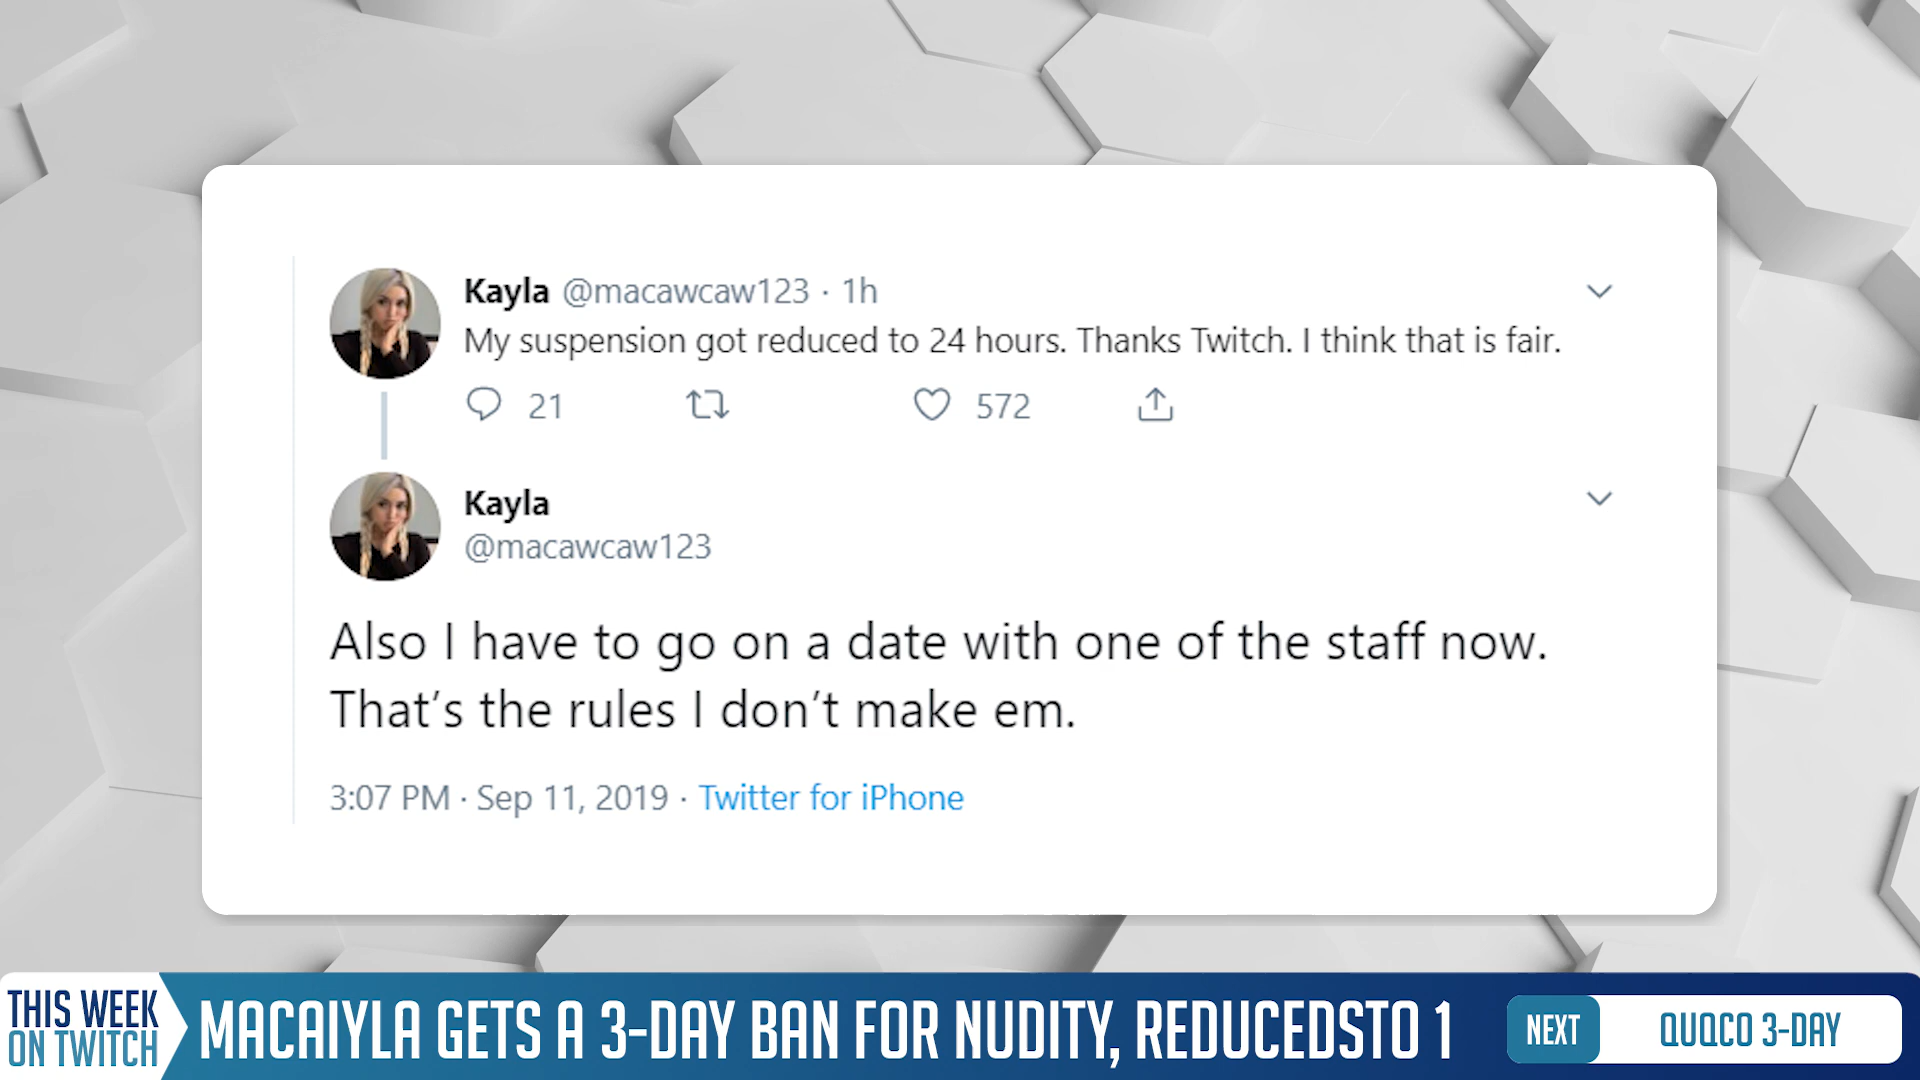 Kayla @macawcaw123 · 1h
My suspension got reduced to 24 hours. Thanks Twitch. I think that is fair.
21 572
Kayla
@macawcaw123
Also I have to go on a date with one of the staff now.
That’s the rules I don’t make em.
3:07 PM · Sep 11, 2019 · Twitter for iPhone
THIS WEEK
ON TWITCH
MACAIYLA GETS A 3-DAY BAN FOR NUDITY, REDUCEDSTO 1
NEXT
QUQCO 3-DAY